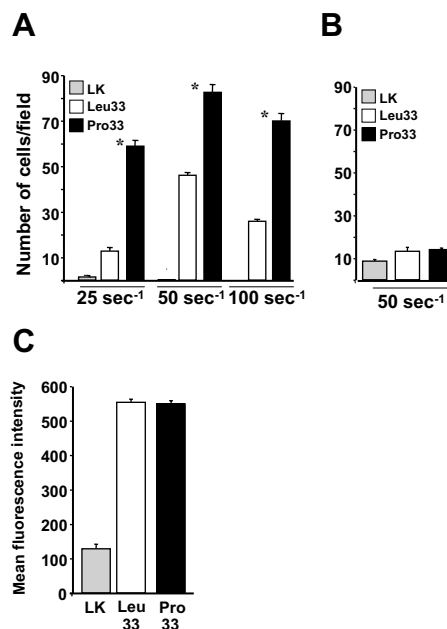 A
Number of cells/field
90
70
50
30
10
LK
Leu33
Pro33
*
*
*
25 sec-1 50 sec-1 100 sec-1
B
90
70
50
30
10
LK
Leu33
Pro33
50 sec-1
C
Mean fluorescence intensity
600
500
400
300
200
100
0
LK Leu 33 Pro 33